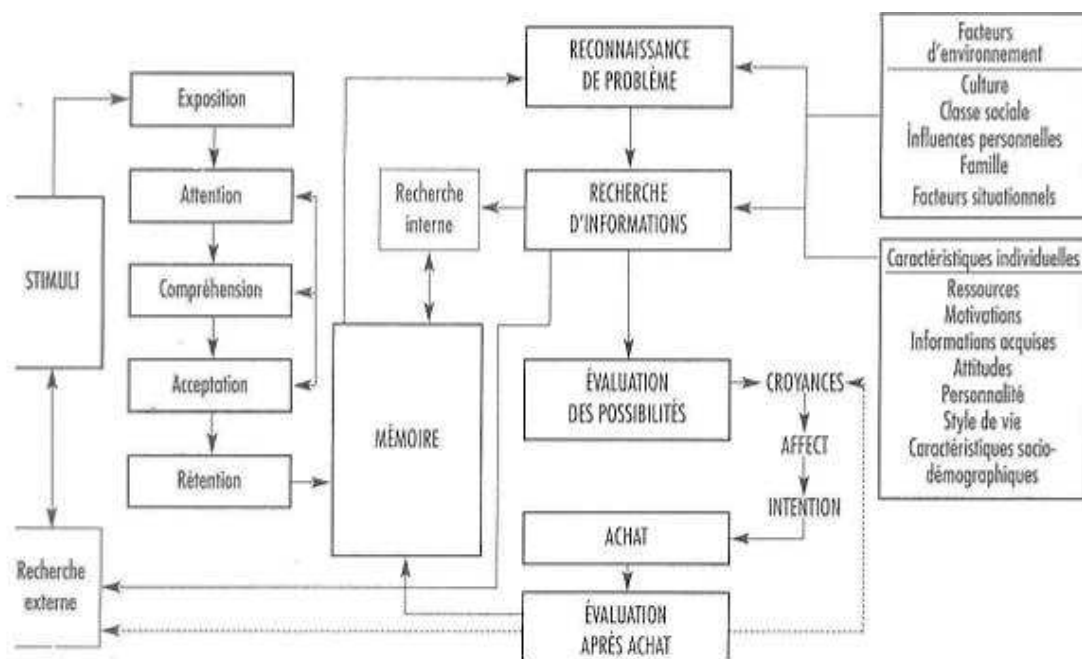 STIMULI
Recherche
externe
Exposition
Attention
Compréhension
Acceptation
Rétention
Recherche
interne
MÉMOIRE
RECONNAISSANCE
DE PROBLÈME
RECHERCHE
D'INFORMATIONS
ÉVALUATION
DES POSSIBILITÉS
CROYANCES
AFFECT
INTENTION
ACHAT
ÉVALUATION
APRÈS ACHAT
Facteurs
d'environnement
Culture
Classe sociale
İnfluences personnelles
Famille
Facteurs situationnels
Caractéristiques individuelles
Ressources
Motivations
Informations acquises
Attitudes
Personnalité
Style de vie
Caractéristiques socio-
démographiques